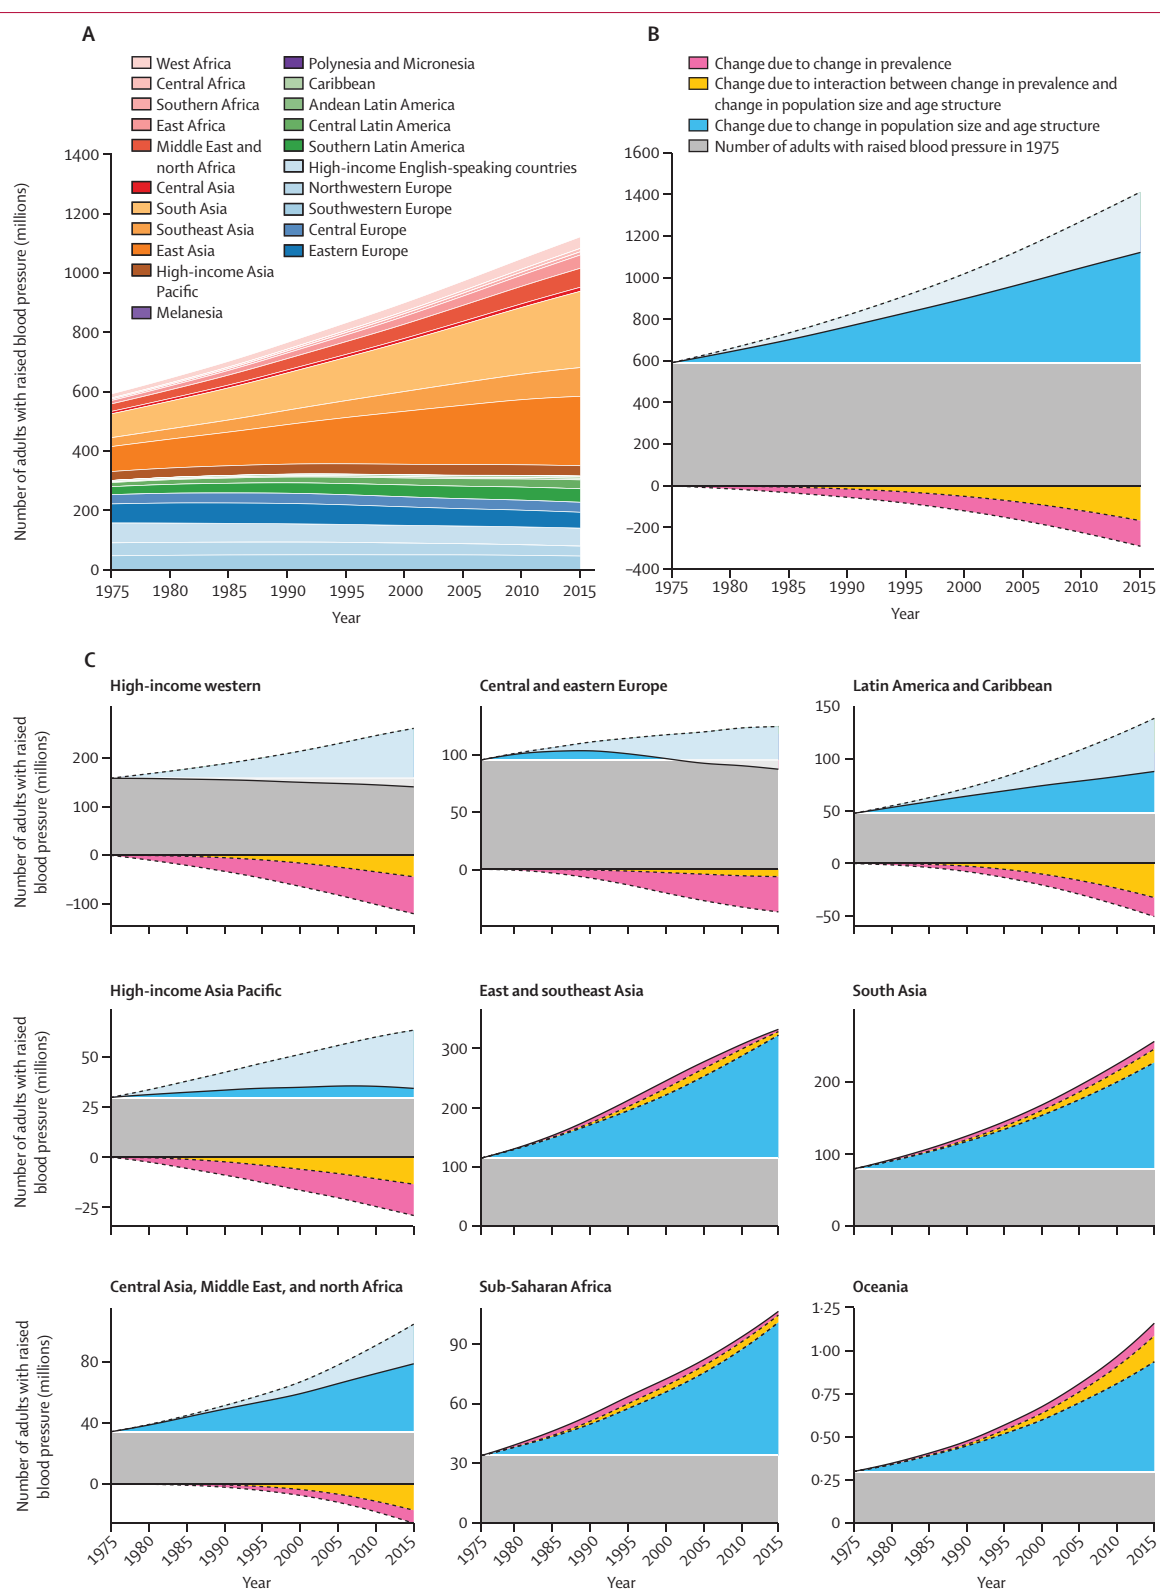 A
West Africa
Central Africa
Southern Africa
East Africa
Middle East and
north Africa
Central Asia
South Asia
Southeast Asia
East Asia
High-income Asia
Pacific
Melanesia
Polynesia and Micronesia
Caribbean
Andean Latin America
Central Latin America
Southern Latin America
High-income English-speaking countries
Northwestern Europe
Southwestern Europe
Central Europe
Eastern Europe
Number of adults with raised blood pressure (millions)
1400
1200
1000
800
600
400
200
0
1975 1980 1985 1990 1995 2000 2005 2010 2015
Year
B
Change due to change in prevalence
Change due to interaction between change in prevalence and
change in population size and age structure
Change due to change in population size and age structure
Number of adults with raised blood pressure in 1975
1600
1400
1200
1000
800
600
400
200
0
–200
–400
1975 1980 1985 1990 1995 2000 2005 2010 2015
Year
C
High-income western
Number of adults with raised
blood pressure (millions)
200
100
0
–100
Central and eastern Europe
100
50
0
Latin America and Caribbean
150
100
50
0
–50
High-income Asia Pacific
Number of adults with raised
blood pressure (millions)
50
25
0
–25
East and southeast Asia
300
200
100
0
South Asia
200
100
0
Central Asia, Middle East, and north Africa
Number of adults with raised
blood pressure (millions)
80
40
0
1975 1980 1985 1990 1995 2000 2005 2010 2015
Year
Sub-Saharan Africa
90
60
30
0
1975 1980 1985 1990 1995 2000 2005 2010 2015
Year
Oceania
1·25
1·00
0·75
0·50
0·25
0
1975 1980 1985 1990 1995 2000 2005 2010 2015
Year